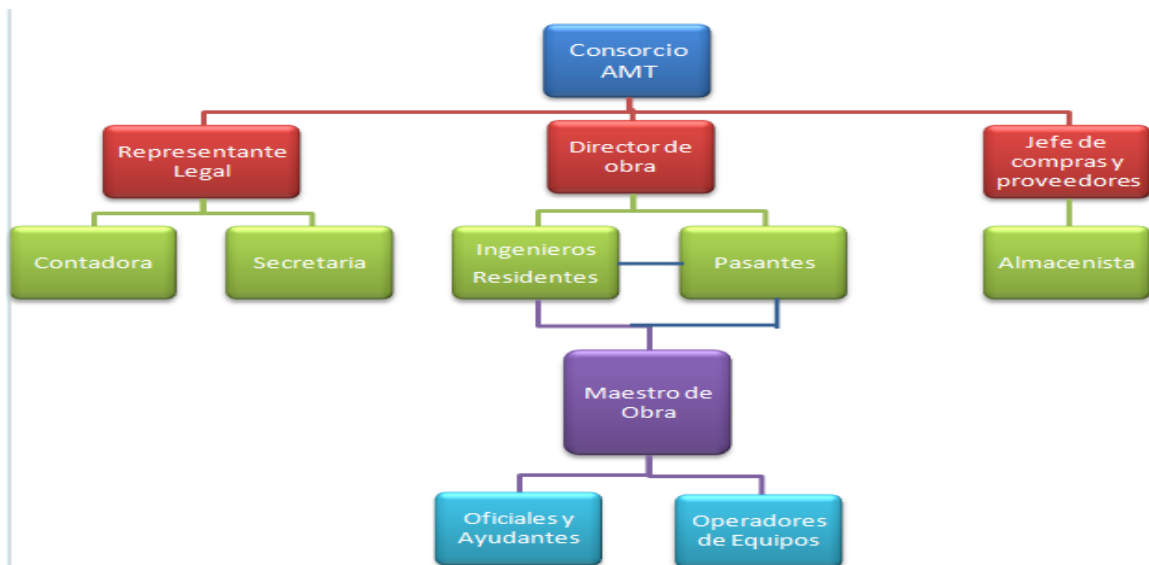 Consorcio
AMT
Representante
Legal
Director de
obra
Jefe de
compras y
proveedores
Contadora
Secretaria
Ingenieros
Residentes
Pasantes
Almacenista
Maestro de
Obra
Oficiales y
Ayudantes
Operadores
de Equipos